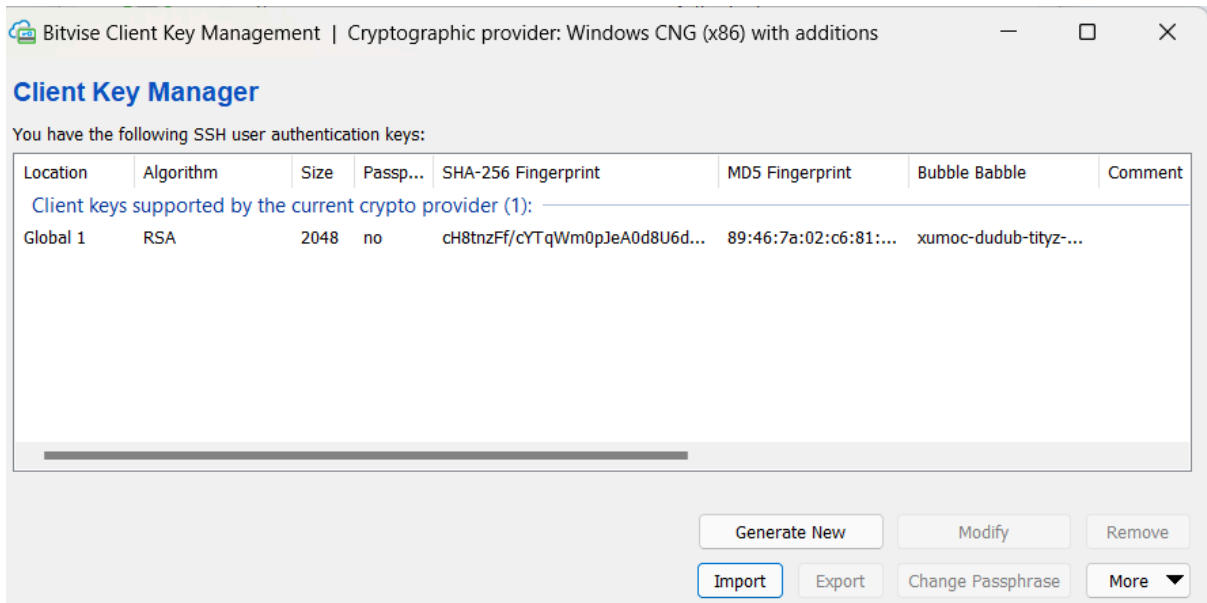 Bitvise Client Key Management | Cryptographic provider: Windows CNG (x86) with additions
Client Key Manager
You have the following SSH user authentication keys:
Location Algorithm Size Passp... SHA-256 Fingerprint MD5 Fingerprint Bubble Babble Comment
Client keys supported by the current crypto provider (1):
Global 1 RSA 2048 no cH8tnzFf/cYTqWm0pJeA0d8U6d... 89:46:7a:02:c6:81:... xumoc-dudub-tityz-...
Generate New Modify Remove
Import Export Change Passphrase More